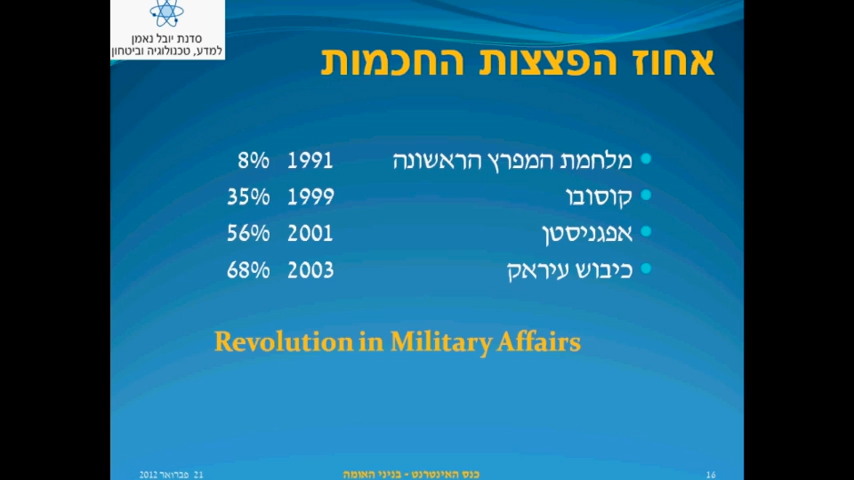 סדנת יובל נאמן
למדע, טכנולוגיה וביטחון
אחוז הפצצות החכמות
מלחמת המפרץ הראשונה 1991 8%
קוסובו 1999 35%
אפגניסטן 2001 56%
כיבוש עיראק 2003 68%
Revolution in Military Affairs
16 כנס האינטרנט - בניני האומה 21 פברואר 2012